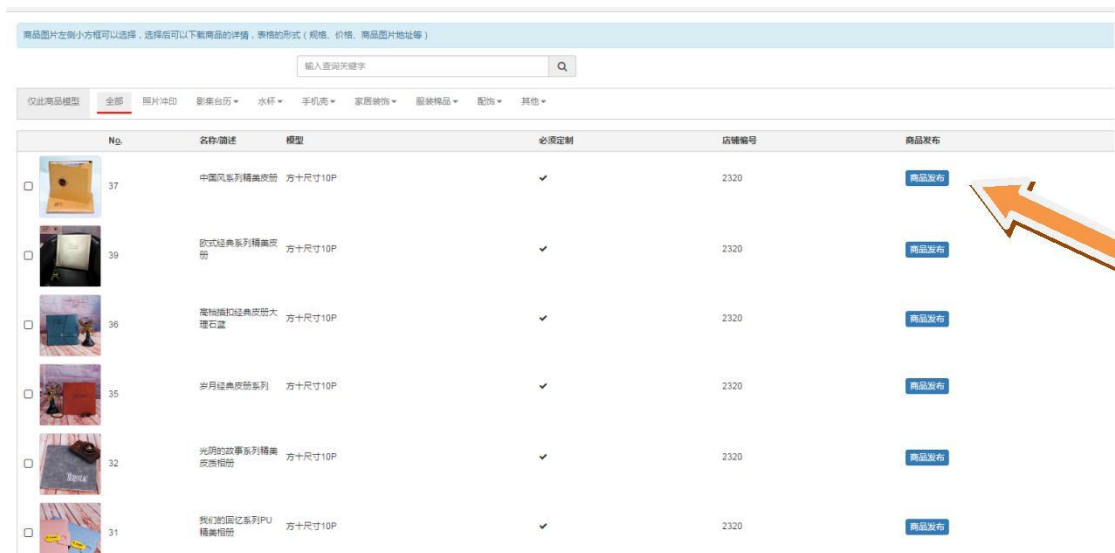 商品图片左侧小方框可以选择，选择后可以下载商品的详情，表格的形式（规格、价格、商品图片地址等）
输入查询关键字
仅此商品模型 全部 照片冲印 影集台历 水杯 手机壳 家居装饰 服装棉品 配饰 其他
No. 名称/简述 模型 必须定制 店铺编号 商品发布
37 中国风系列精美皮册 方十尺寸10P 2320 商品发布
39 欧式经典系列精美皮册 方十尺寸10P 2320 商品发布
36 高档插扣经典皮册大理石蓝 方十尺寸10P 2320 商品发布
35 岁月经典皮册系列 方十尺寸10P 2320 商品发布
32 光阴的故事系列精美皮质相册 方十尺寸10P 2320 商品发布
31 我们的回忆系列PU精美相册 方十尺寸10P 2320 商品发布